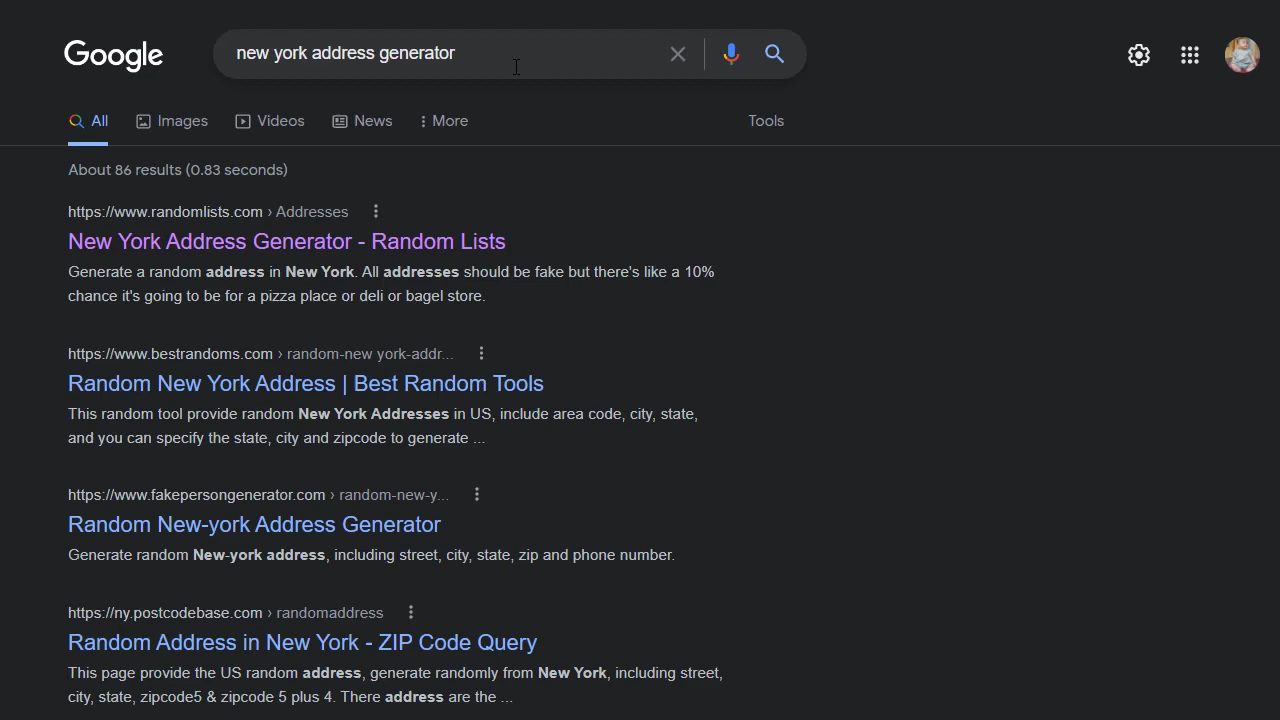 Google
new york address generator
All
Images
Videos
News
More
Tools
About 86 results (0.83 seconds)
https://www.randomlists.com › Addresses
New York Address Generator - Random Lists
Generate a random address in New York. All addresses should be fake but there's like a 10%
chance it's going to be for a pizza place or deli or bagel store.
https://www.bestrandoms.com › random-new york-addr...
Random New York Address | Best Random Tools
This random tool provide random New York Addresses in US, include area code, city, state,
and you can specify the state, city and zipcode to generate ...
https://www.fakepersongenerator.com › random-new-y...
Random New-york Address Generator
Generate random New-york address, including street, city, state, zip and phone number.
https://ny.postcodebase.com › randomaddress
Random Address in New York - ZIP Code Query
This page provide the US random address, generate randomly from New York, including street,
city, state, zipcode5 & zipcode 5 plus 4. There address are the ...